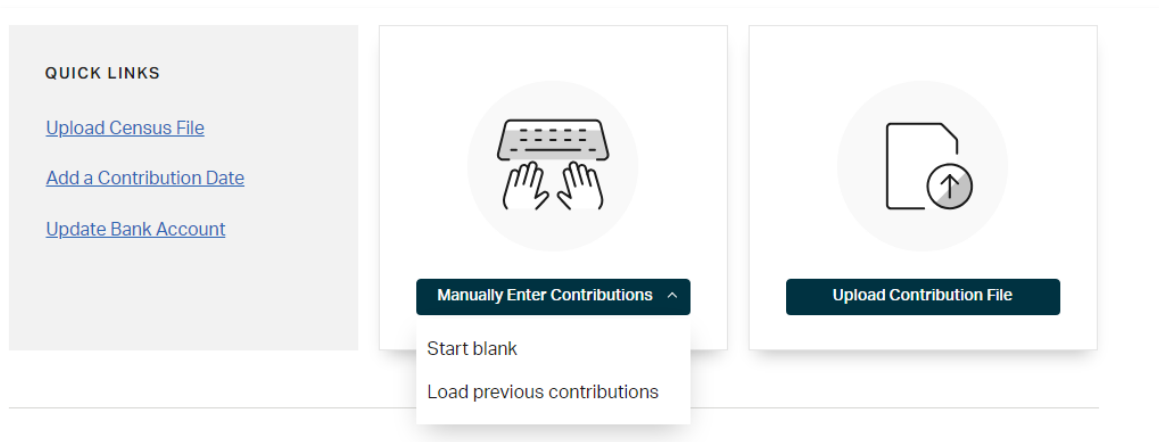 QUICK LINKS
Upload Census File
Add a Contribution Date
Update Bank Account
Manually Enter Contributions
Start blank
Load previous contributions
Upload Contribution File